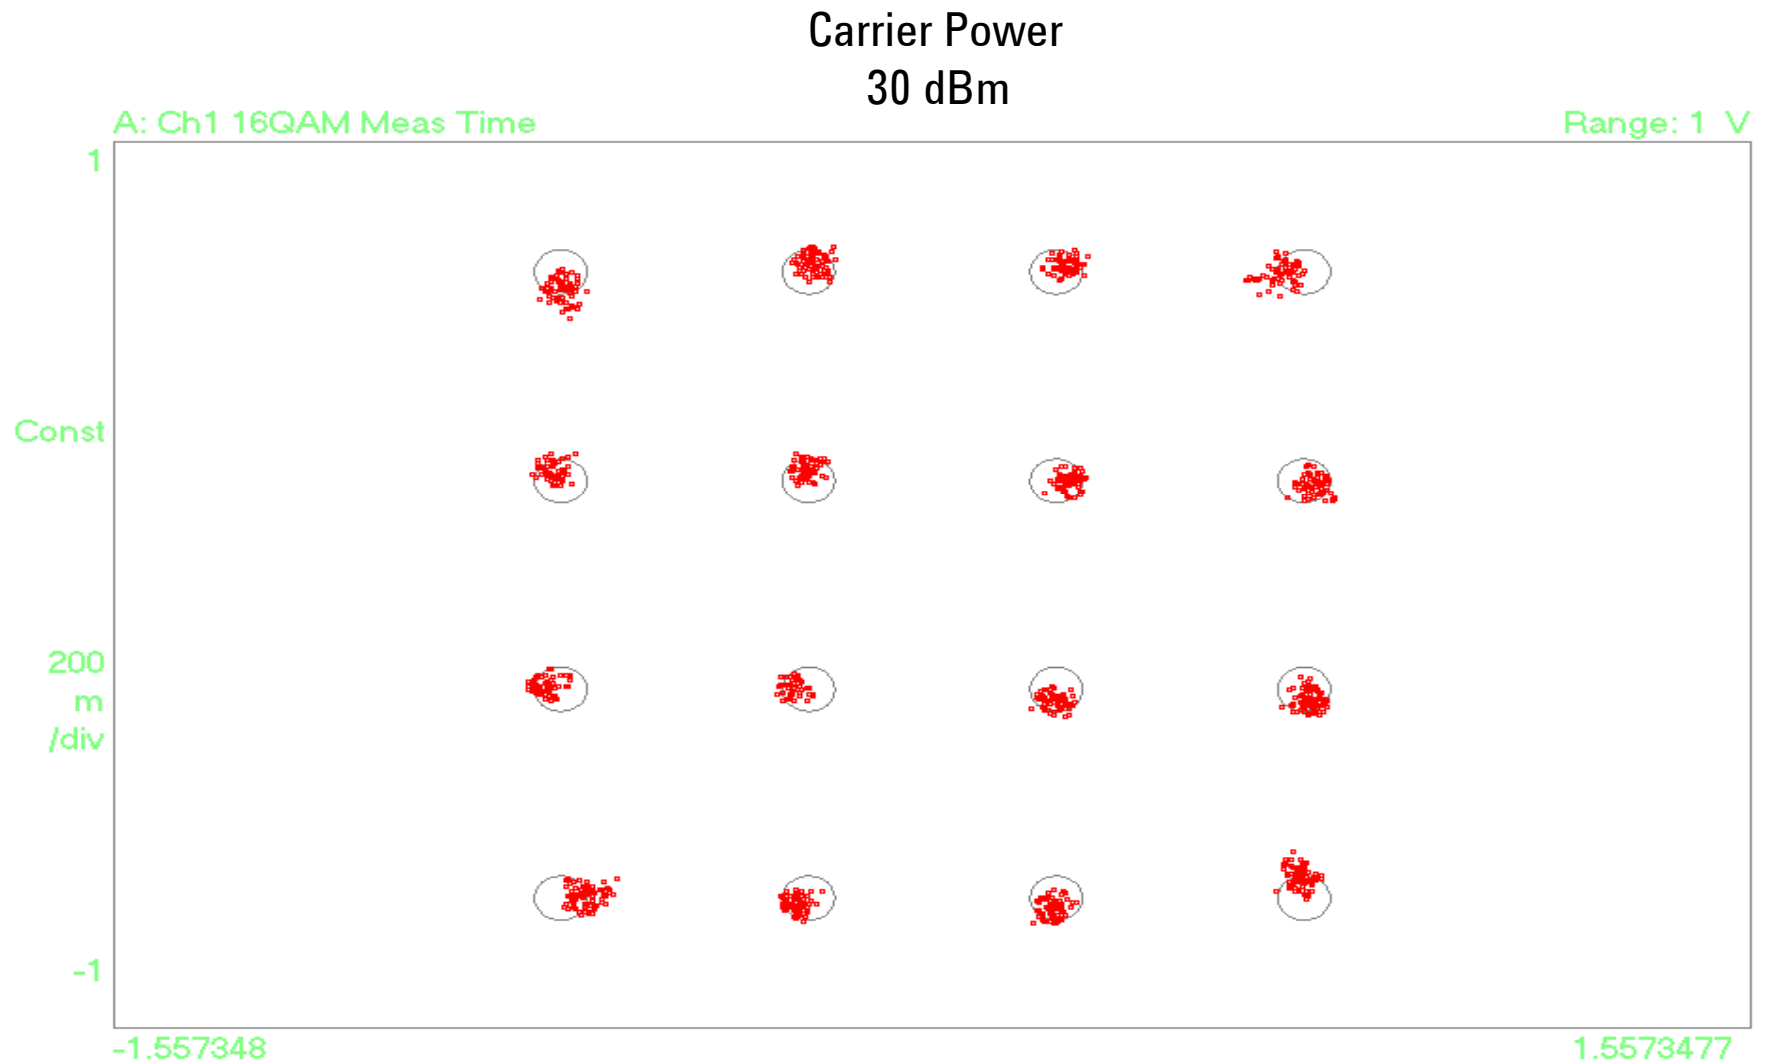 Carrier Power
30 dBm
A: Ch1 16QAM Meas Time
Range: 1 V
1
Const
200
m
/div
-1
-1.557348
1.5573477